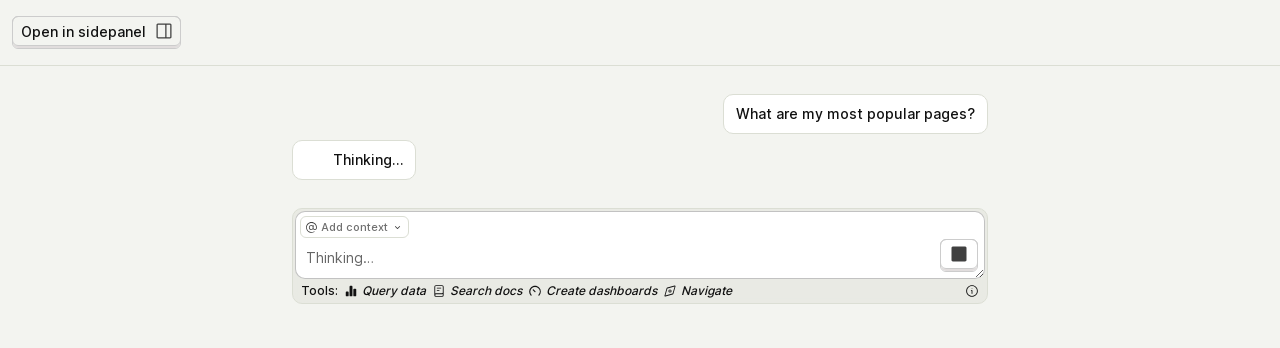 Open in sidepanel
What are my most popular pages?
Thinking...
@ Add context
Thinking...
Tools: Query data Search docs Create dashboards Navigate